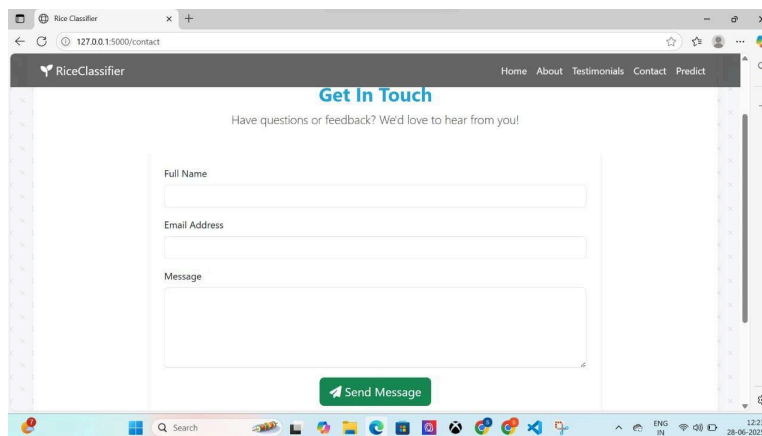 Rice Classifier
127.0.0.1:5000/contact
RiceClassifier
Home About Testimonials Contact Predict
Get In Touch
Have questions or feedback? We'd love to hear from you!
Full Name
Email Address
Message
Send Message
Search
ENG
IN
28-06-202